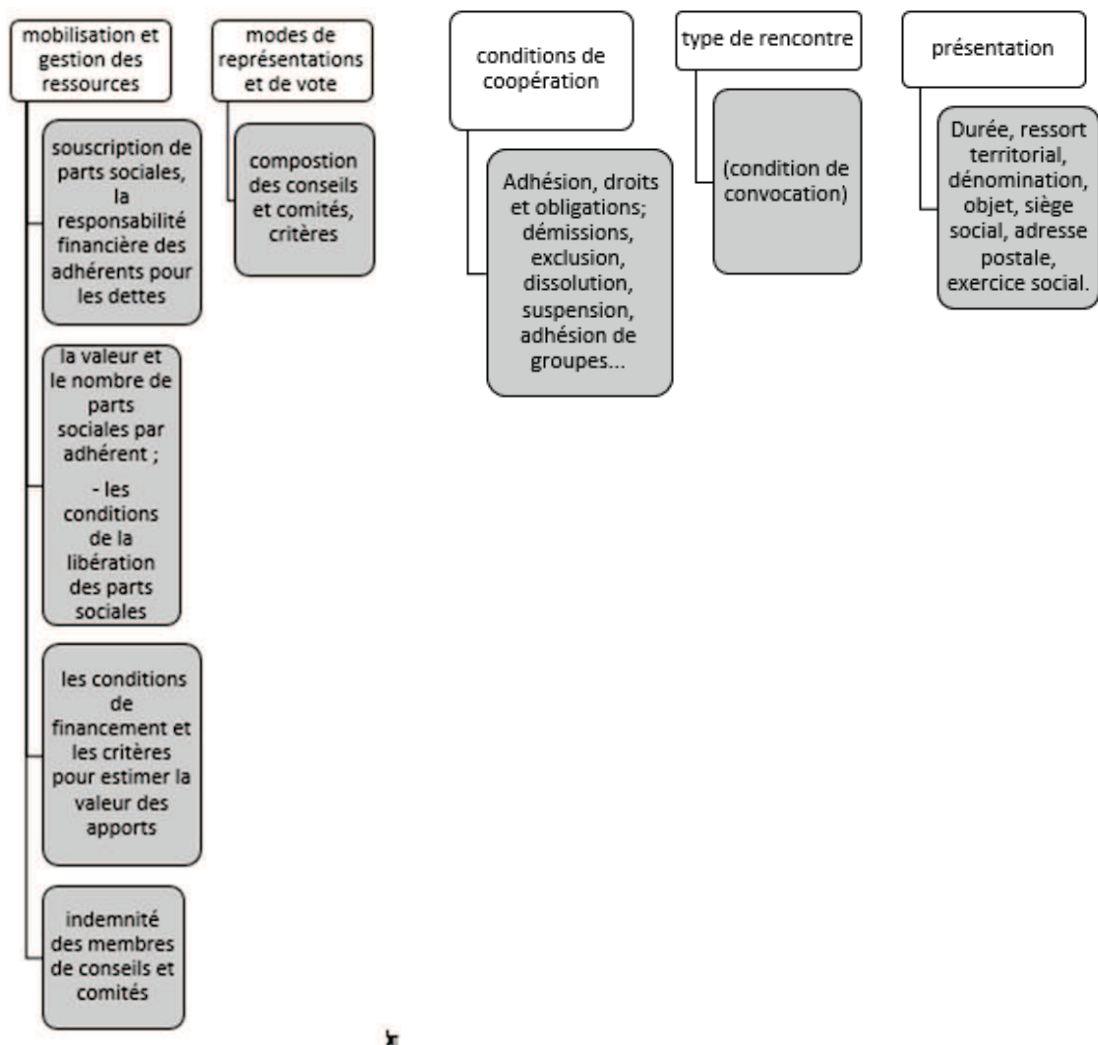 mobilisation et
gestion des
ressources
souscription de
parts sociales,
la
responsabilité
financière des
adhérents pour
les dettes
la valeur et
le nombre de
parts
sociales par
adhérent ;
- les
conditions
de la
libération
des parts
sociales
les conditions
de
financement et
les critères
pour estimer la
valeur des
apports
indemnité
des membres
de conseils et
comités
modes de
représentations
et de vote
compostion
des conseils
et comités,
critères
conditions de
coopération
Adhésion, droits
et obligations;
démissions,
exclusion,
dissolution,
suspension,
adhésion de
groupes...
type de rencontre
(condition de
convocation)
présentation
Durée, ressort
territorial,
dénomination,
objet, siège
social, adresse
postale,
exercice social.